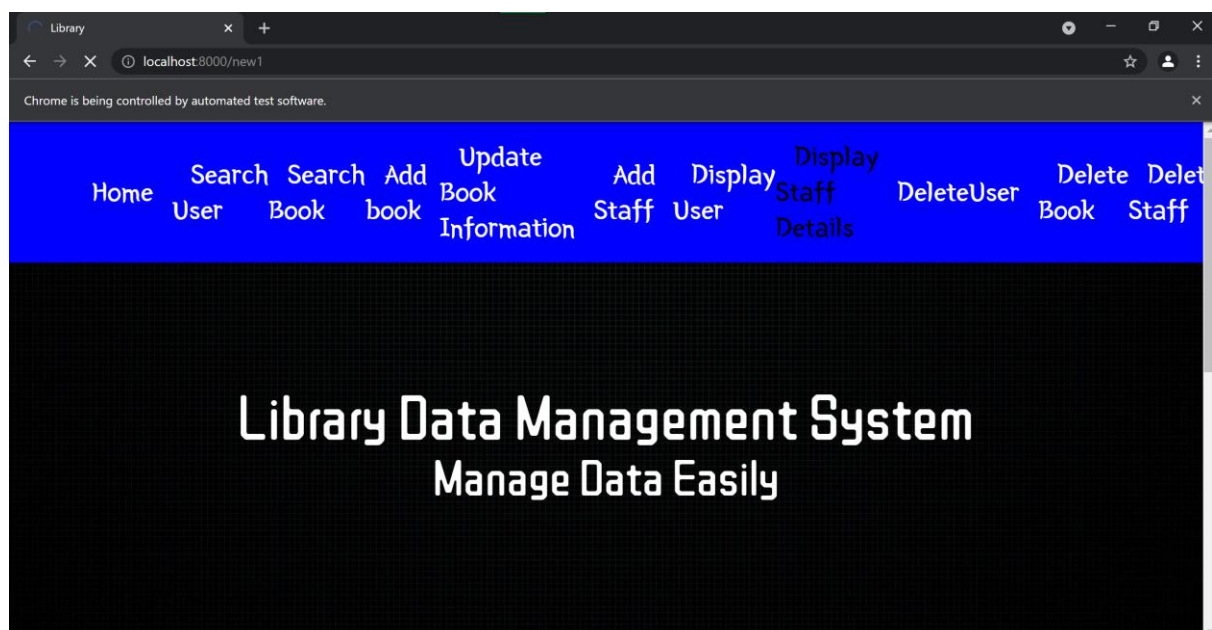 Library
localhost:8000/new1
Chrome is being controlled by automated test software.
Home
Search
User
Search
Book
Add
book
Update
Book
Information
Add
Staff
Display
User
Display
Staff
Details
DeleteUser
Delete
Book
Delet
Staff
Library Data Management System
Manage Data Easily